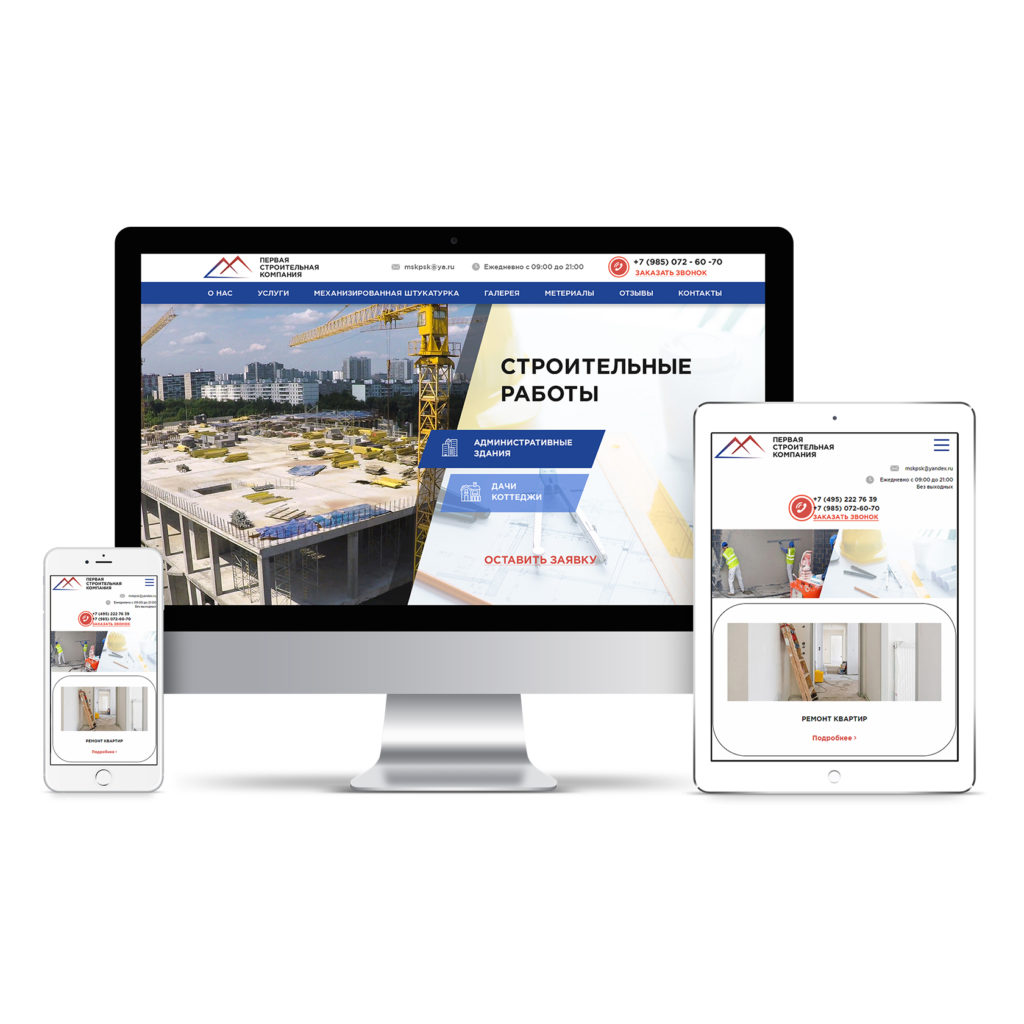 ПЕРВАЯ
СТРОИТЕЛЬНАЯ
КОМПАНИЯ
mskpsk@ya.ru
Ежедневно с 09:00 до 21:00
+7 (985) 072 - 60 -70
ЗАКАЗАТЬ ЗВОНОК
О НАС УСЛУГИ МЕХАНИЗИРОВАННАЯ ШТУКАТУРКА ГАЛЕРЕЯ МЕТЕРИАЛЫ ОТЗЫВЫ КОНТАКТЫ
СТРОИТЕЛЬНЫЕ
РАБОТЫ
АДМИНИСТРАТИВНЫЕ
ЗДАНИЯ
ДАЧИ
КОТТЕДЖИ
ОСТАВИТЬ ЗАЯВКУ
ПЕРВАЯ
СТРОИТЕЛЬНАЯ
КОМПАНИЯ
mskpsk@yandex.ru
Ежедневно с 09:00 до 21:00
Без выходных
+7 (495) 222 76 39
+7 (985) 072-60-70
ЗАКАЗАТЬ ЗВОНОК
РЕМОНТ КВАРТИР
Подробнее ›
ПЕРВАЯ
СТРОИТЕЛЬНАЯ
КОМПАНИЯ
mskpsk@yandex.ru
Ежедневно с 09:00 до 21:00
Без выходных
+7 (495) 222 76 39
+7 (985) 072-60-70
ЗАКАЗАТЬ ЗВОНОК
РЕМОНТ КВАРТИР
Подробнее ›